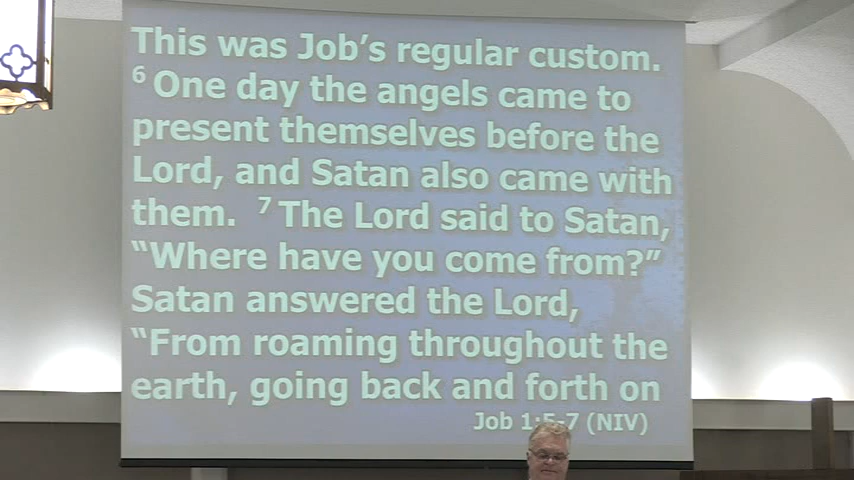 This was Job's regular custom.
6 One day the angels came to
present themselves before the
Lord, and Satan also came with
them. 7 The Lord said to Satan,
“Where have you come from?”
Satan answered the Lord,
“From roaming throughout the
earth, going back and forth on
Job 1:5-7 (NIV)